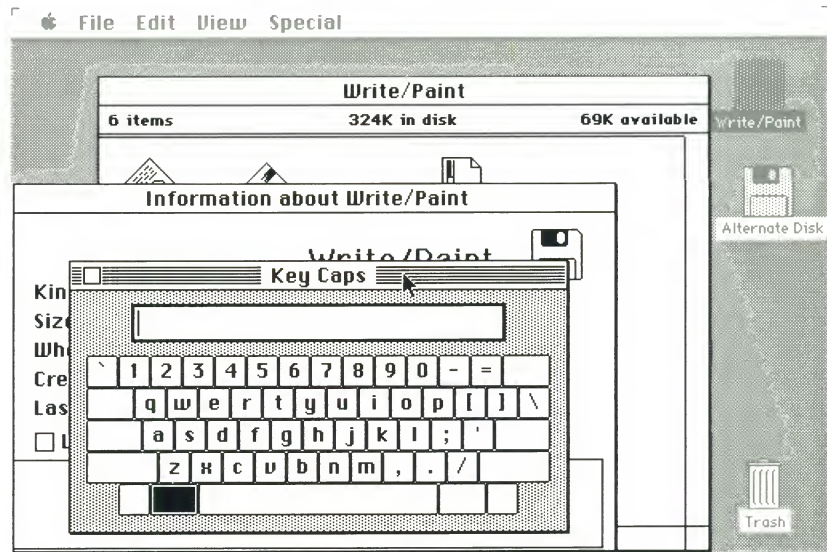 File Edit View Special
Write/Paint
6 items 324K in disk 69K available
Write/Paint
Alternate Disk
Information about Write/Paint
Write/Paint
Key Caps
` 1 2 3 4 5 6 7 8 9 0 - =
q w e r t y u i o p [ ] \
a s d f g h j k l ; '
z x c v b n m , . /
Trash